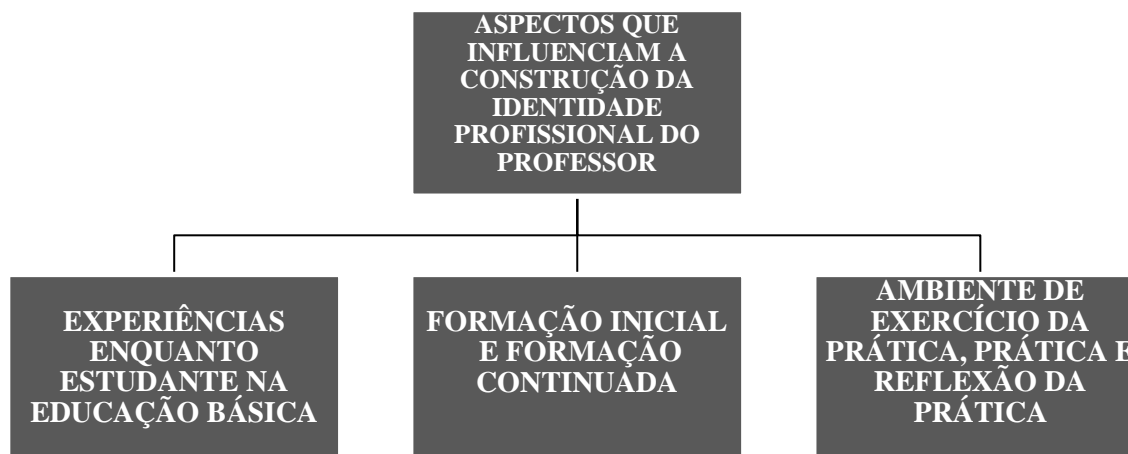 ASPECTOS QUE
INFLUENCIAM A
CONSTRUÇÃO DA
IDENTIDADE
PROFISSIONAL DO
PROFESSOR
EXPERIÊNCIAS
ENQUANTO
ESTUDANTE NA
EDUCAÇÃO BÁSICA
FORMAÇÃO INICIAL
E FORMAÇÃO
CONTINUADA
AMBIENTE DE
EXERCÍCIO DA
PRÁTICA, PRÁTICA E
REFLEXÃO DA
PRÁTICA